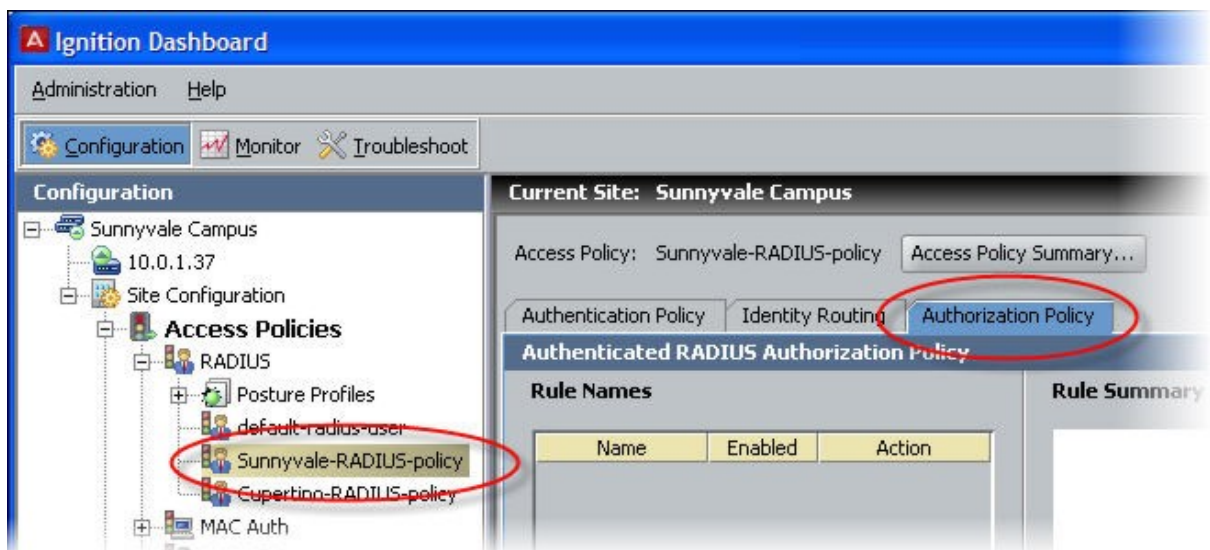 Ignition Dashboard
Administration Help
Configuration Monitor Troubleshoot
Configuration
Sunnyvale Campus
10.0.1.37
Site Configuration
Access Policies
RADIUS
Posture Profiles
default-radius-user
Sunnyvale-RADIUS-policy
Cupertino-RADIUS-policy
MAC Auth
Current Site: Sunnyvale Campus
Access Policy: Sunnyvale-RADIUS-policy Access Policy Summary...
Authentication Policy Identity Routing Authorization Policy
Authenticated RADIUS Authorization Policy
Rule Names Rule Summary
Name Enabled Action